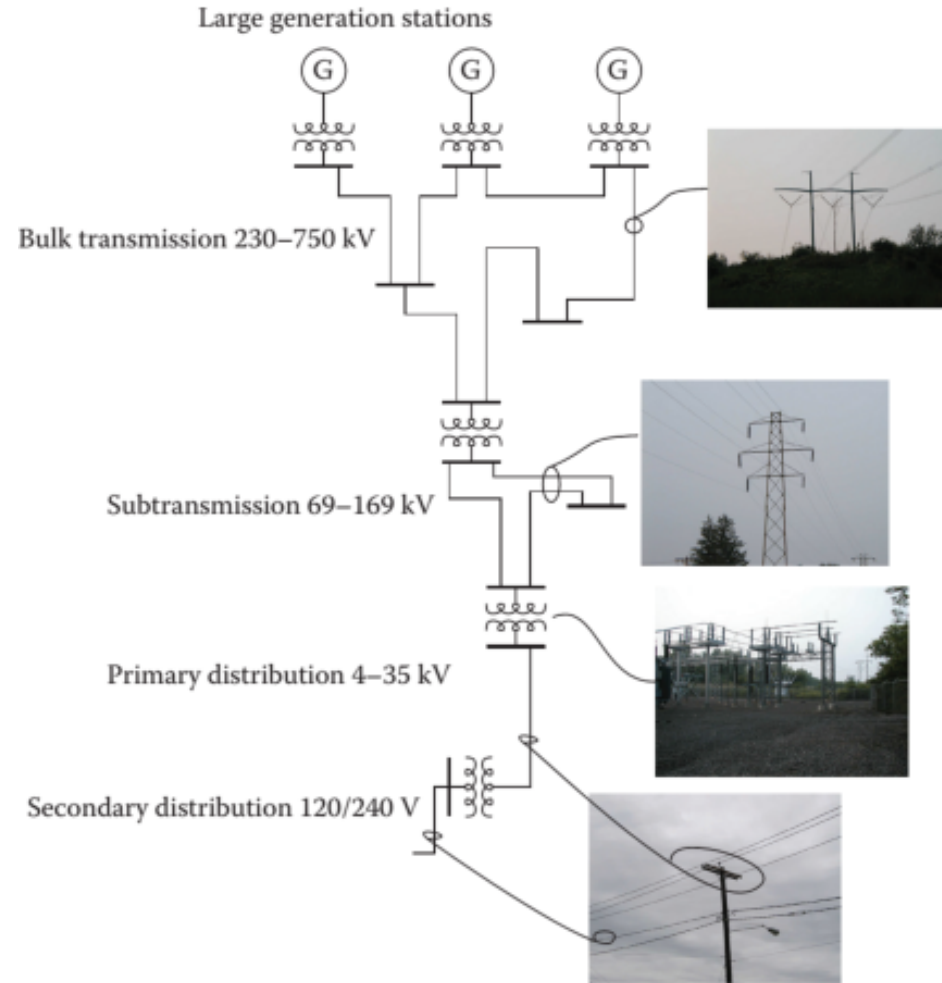 Large generation stations
G G G
Bulk transmission 230–750 kV
Subtransmission 69–169 kV
Primary distribution 4–35 kV
Secondary distribution 120/240 V